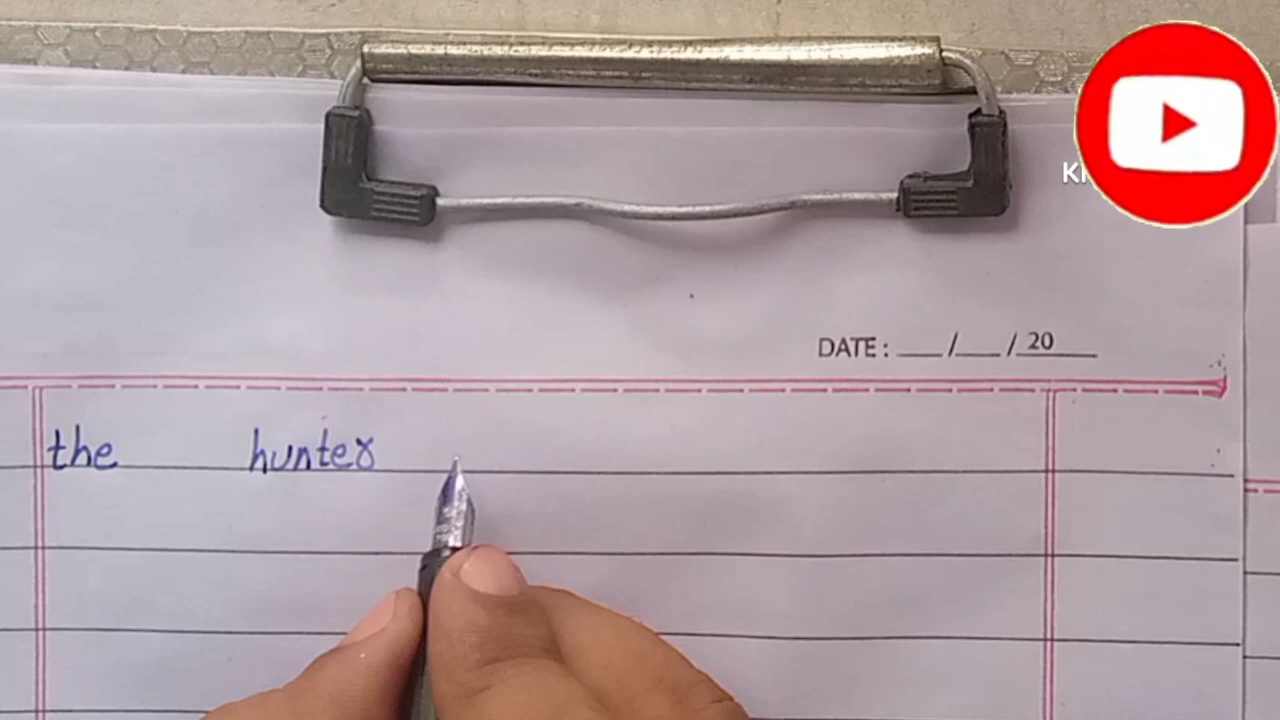 DATE: __ /__ / 20
the hunter